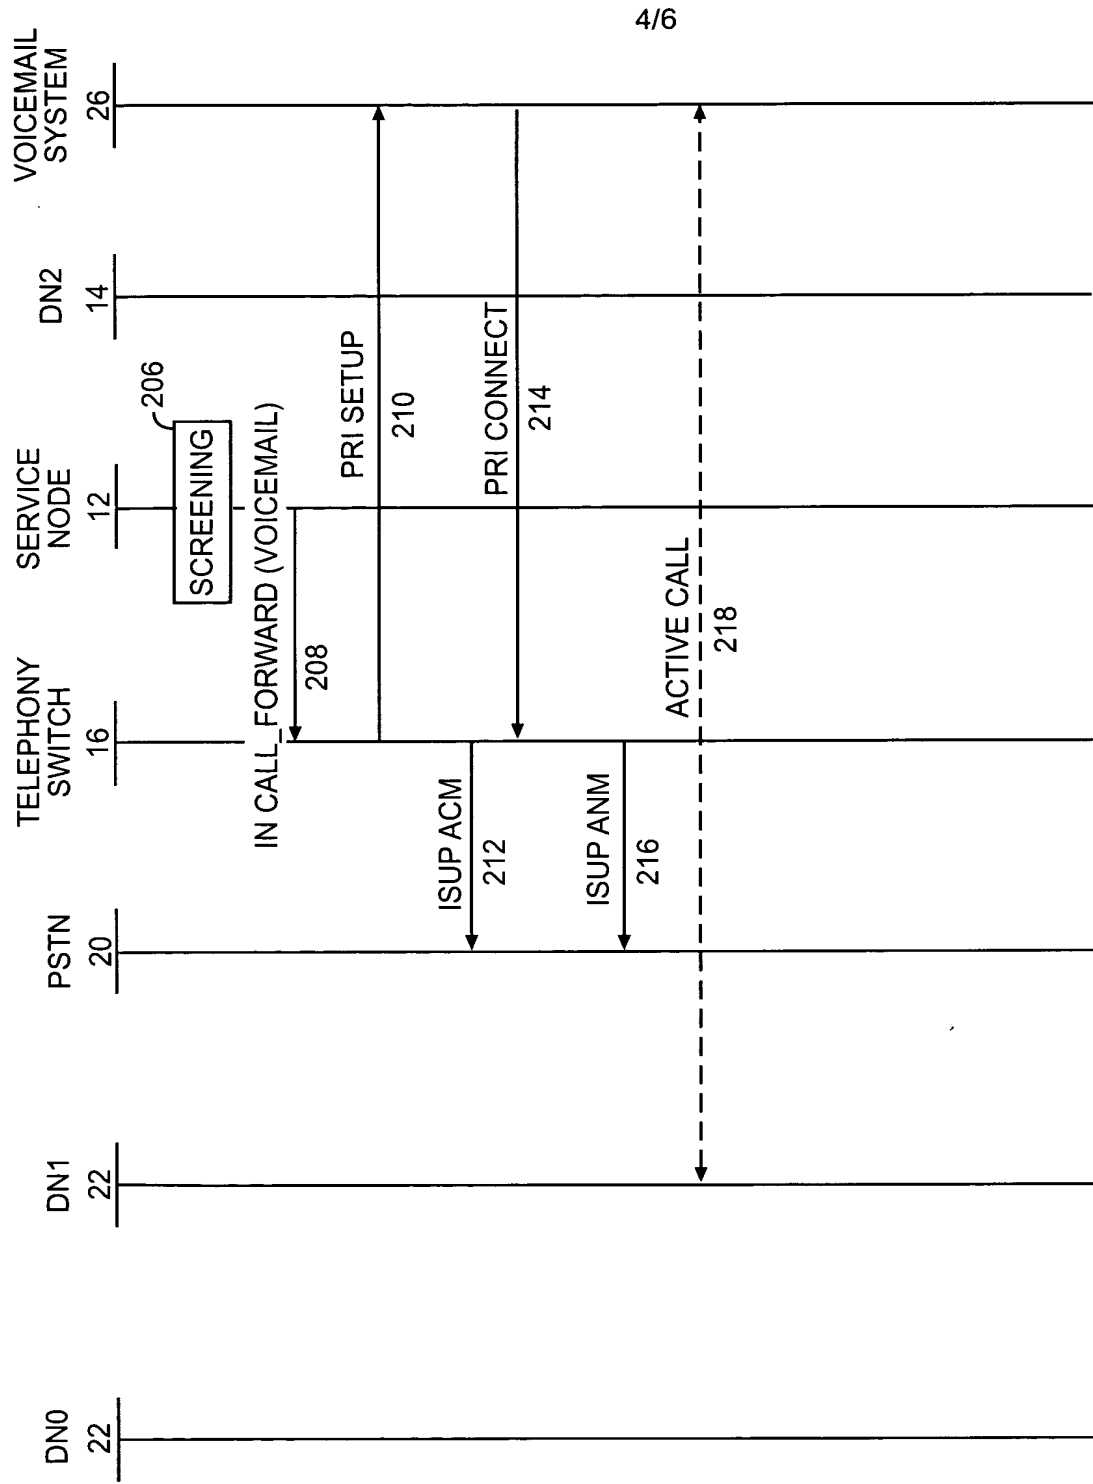 4/6
DN0
22
DN1
22
PSTN
20
TELEPHONY
SWITCH
16
SERVICE
NODE
12
DN2
14
VOICEMAIL
SYSTEM
26
SCREENING
206
IN CALL_FORWARD (VOICEMAIL)
208
PRI SETUP
210
ISUP ACM
212
PRI CONNECT
214
ISUP ANM
216
ACTIVE CALL
218